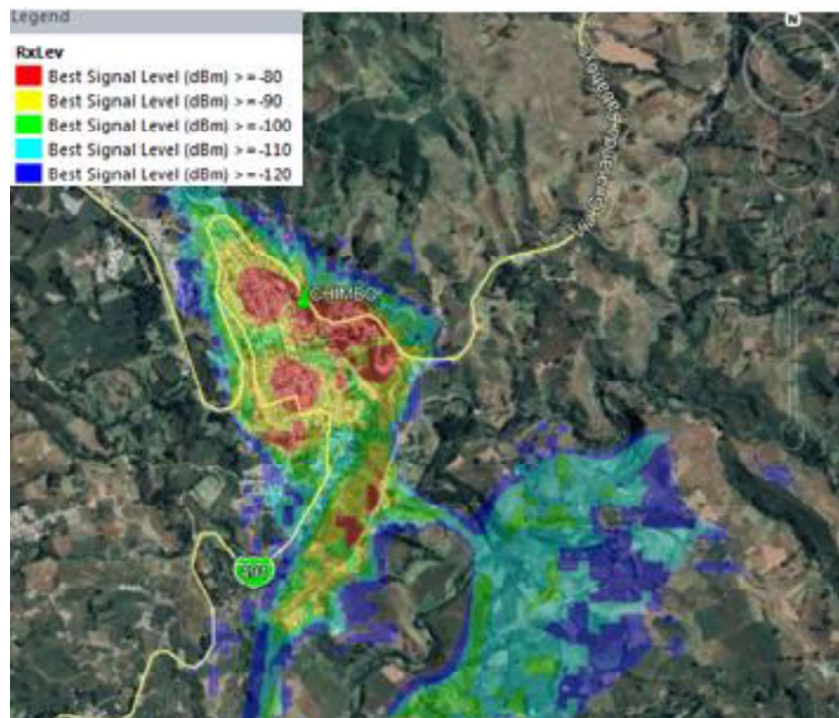 Legend
RxLev
Best Signal Level (dBm) >=-80
Best Signal Level (dBm) >=-90
Best Signal Level (dBm) >=-100
Best Signal Level (dBm) >=-110
Best Signal Level (dBm) >=-120
N
CHIMBO